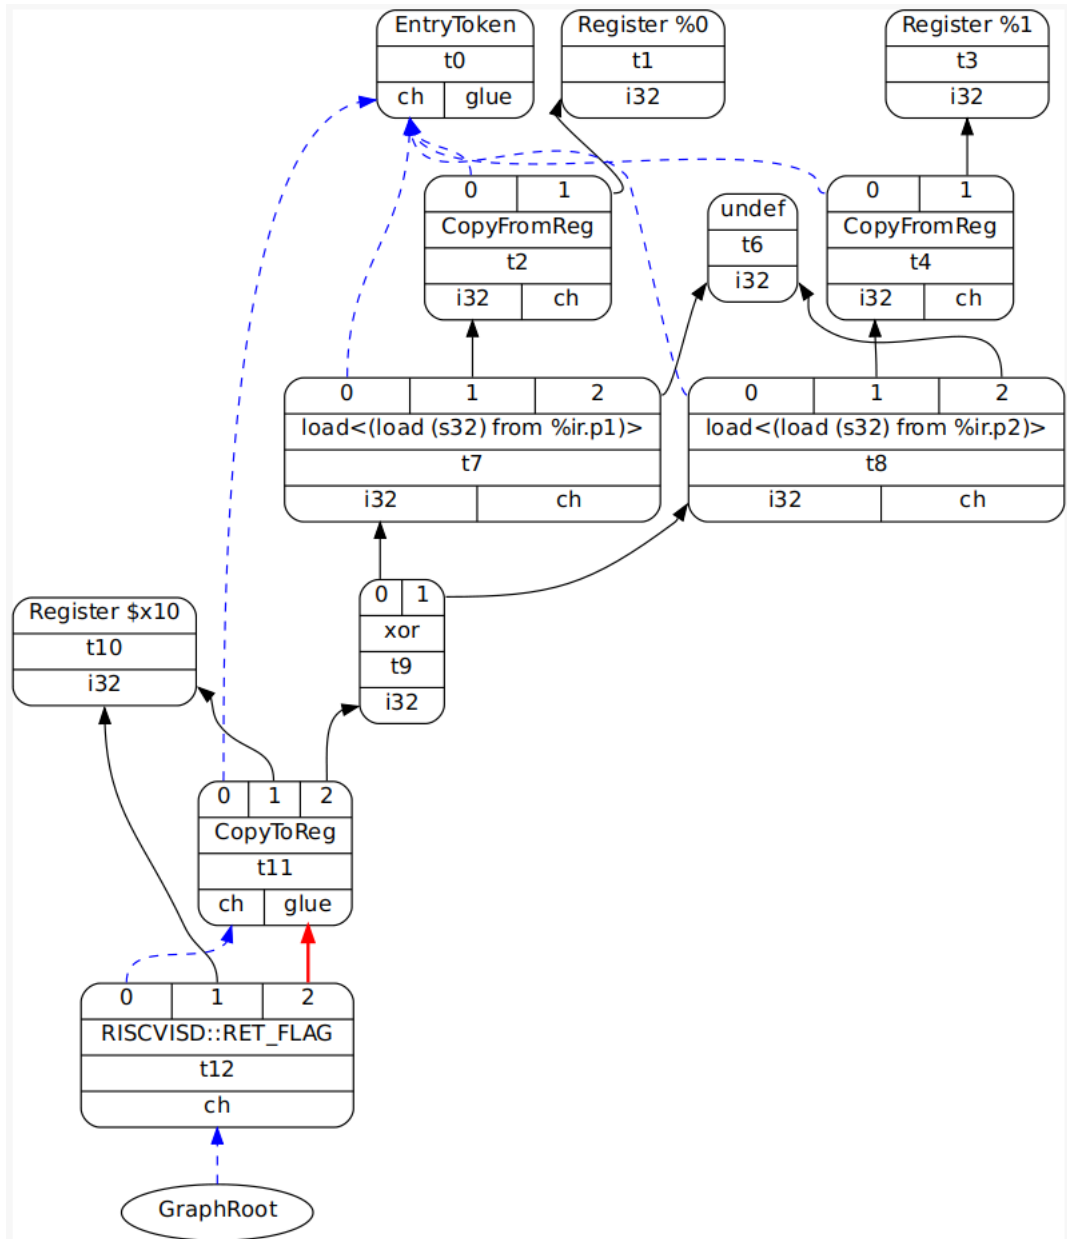 EntryToken
t0
ch glue
Register %0
t1
i32
Register %1
t3
i32
0 1
CopyFromReg
t2
i32 ch
undef
t6
i32
0 1
CopyFromReg
t4
i32 ch
0 1 2
load<(load (s32) from %ir.p1)>
t7
i32 ch
0 1 2
load<(load (s32) from %ir.p2)>
t8
i32 ch
0 1
xor
t9
i32
Register $x10
t10
i32
0 1 2
CopyToReg
t11
ch glue
0 1 2
RISCVISD::RET_FLAG
t12
ch
GraphRoot